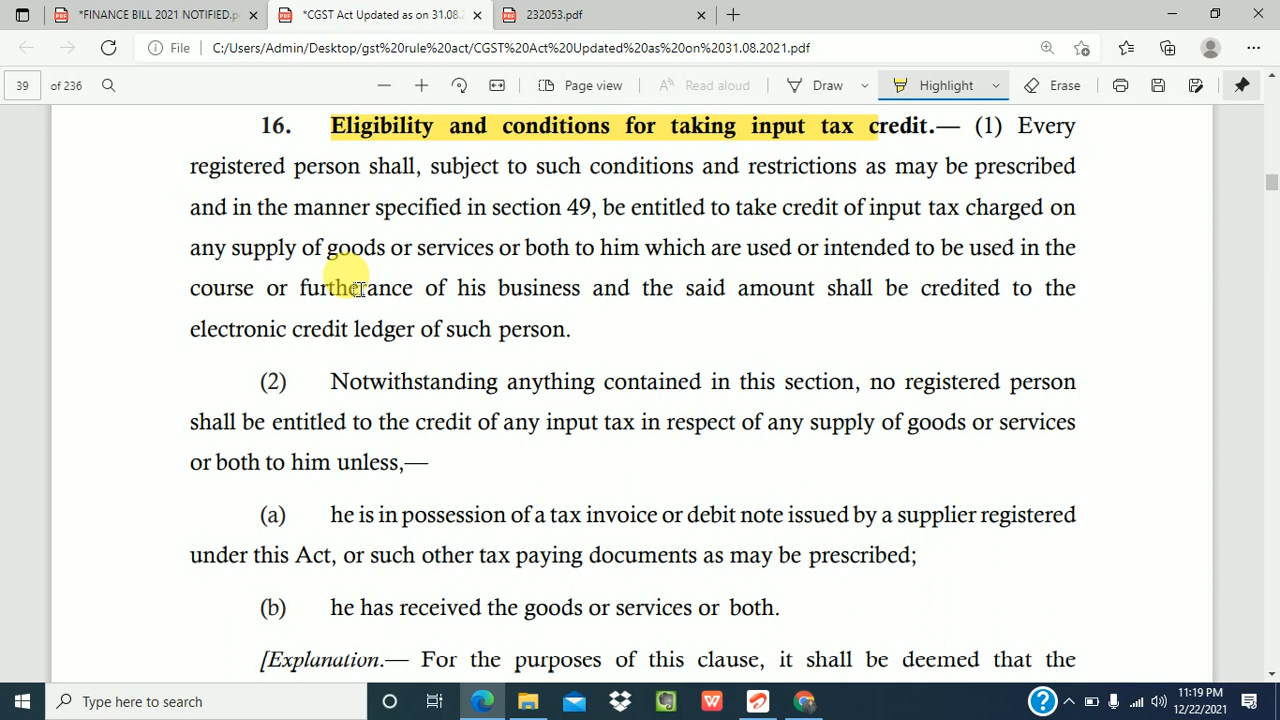 *FINANCE BILL 2021 NOTIFIED.p
*CGST Act Updated as on 31.08.
232053.pdf
File
C:/Users/Admin/Desktop/gst%20rule%20act/CGST%20Act%20Updated%20as%20on%2031.08.2021.pdf
39 of 236
Page view
Read aloud
Draw
Highlight
Erase
16. Eligibility and conditions for taking input tax credit.— (1) Every
registered person shall, subject to such conditions and restrictions as may be prescribed
and in the manner specified in section 49, be entitled to take credit of input tax charged on
any supply of goods or services or both to him which are used or intended to be used in the
course or furtherance of his business and the said amount shall be credited to the
electronic credit ledger of such person.
(2) Notwithstanding anything contained in this section, no registered person
shall be entitled to the credit of any input tax in respect of any supply of goods or services
or both to him unless,—
(a) he is in possession of a tax invoice or debit note issued by a supplier registered
under this Act, or such other tax paying documents as may be prescribed;
(b) he has received the goods or services or both.
[Explanation.— For the purposes of this clause, it shall be deemed that the
Type here to search
11:19 PM
12/22/2021